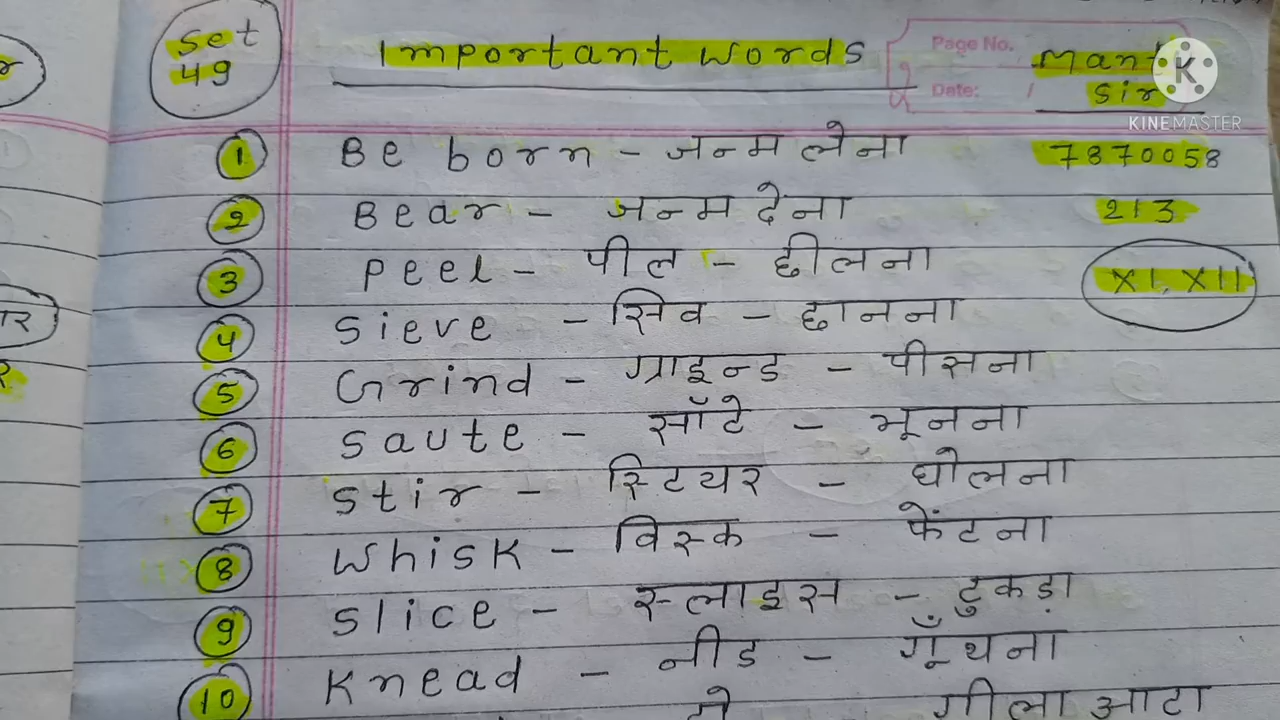 Set
49
Important words
Page No.
Date:
Mant
Sir
KINEMASTER
1 Be born - जन्म लेना
7870058
2 Bear - जन्म देना
213
3 Peel - पील - छीलना
XI, XII
4 Sieve - सिव - छानना
5 Grind - ग्राइन्ड - पीसना
6 Saute - सॉटे - भूनना
7 Stir - स्टियर - घोलना
8 Whisk - विस्क - फेंटना
9 Slice - स्लाइस - टुकड़ा
10 Knead - नीड - गूँथना
गीला आटा